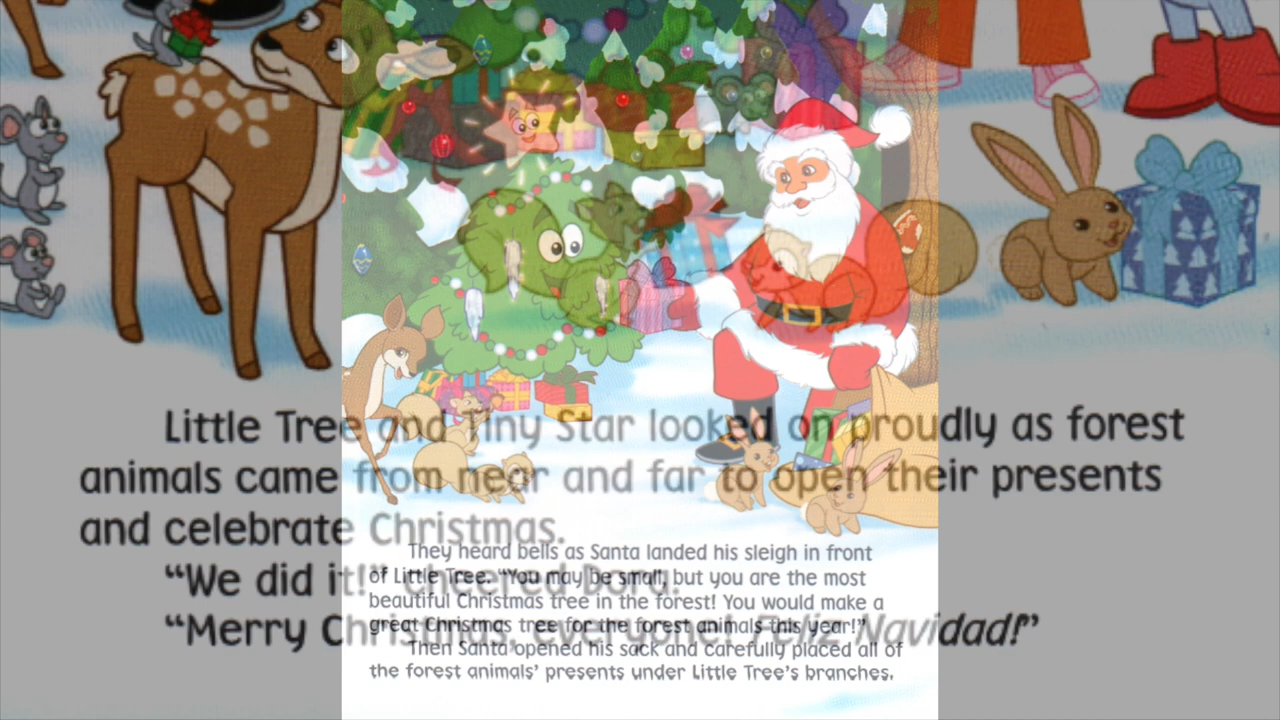 Little Tree and Tiny Star looked on proudly as forest
animals came from near and far to open their presents
and celebrate Christmas.
“We did it!” cheered Dora.
“Merry Christmas, everyone! Feliz Navidad!”
They heard bells as Santa landed his sleigh in front
of Little Tree. “You may be small, but you are the most
beautiful Christmas tree in the forest! You would make a
great Christmas tree for the forest animals this year!”
Then Santa opened his sack and carefully placed all of
the forest animals’ presents under Little Tree’s branches.